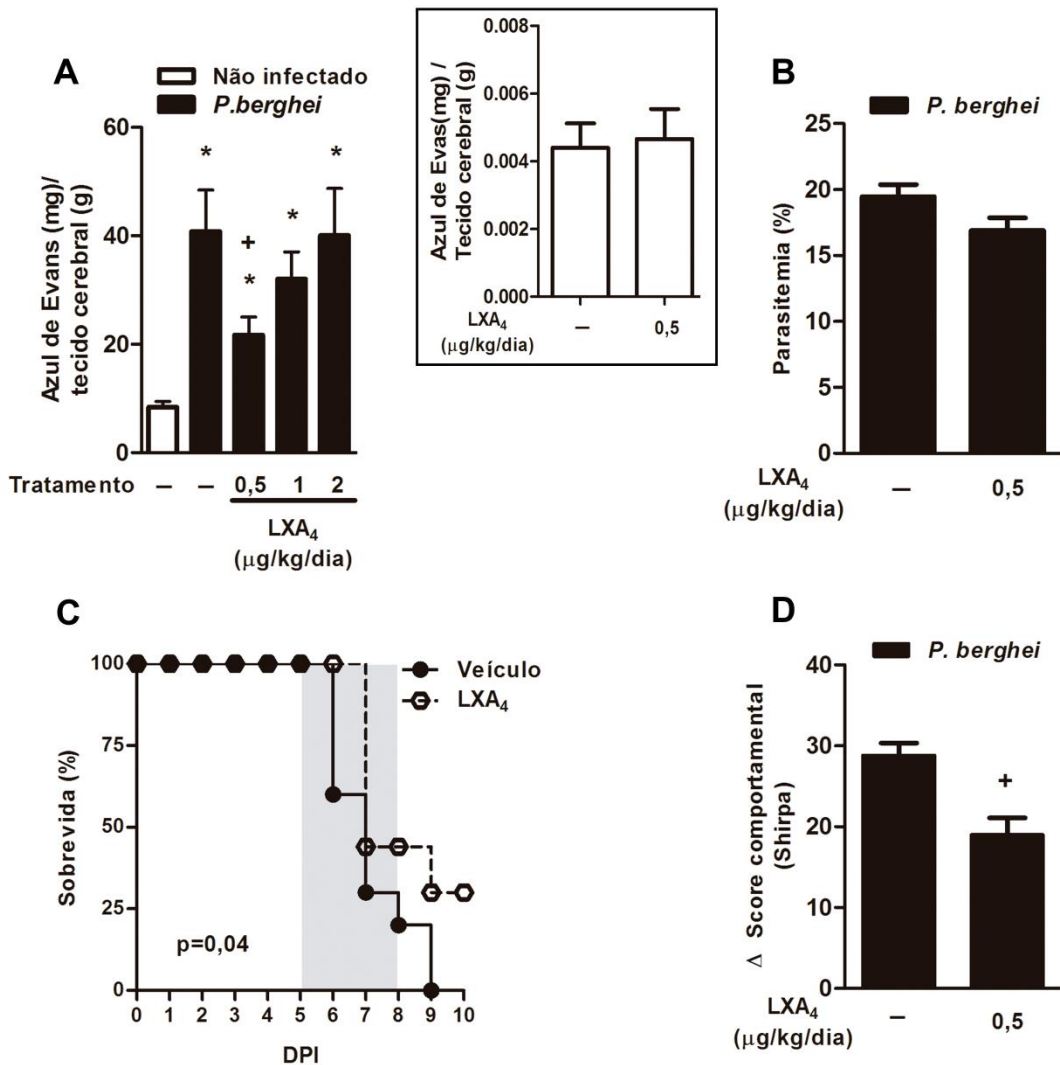 A
Não infectado
P.berghei
Azul de Evans (mg)/
tecido cerebral (g)
60
40
20
0
*
+
*
*
*
Tratamento – – 0,5 1 2
LXA4
(μg/kg/dia)
Azul de Evas(mg) /
Tecido cerebral (g)
0.008
0.006
0.004
0.002
0.000
LXA4
(μg/kg/dia)
– 0,5
B
P. berghei
Parasitemia (%)
25
20
15
10
5
0
LXA4
(μg/kg/dia)
– 0,5
C
Veículo
LXA4
Sobrevida (%)
100
75
50
25
0
p=0,04
0 1 2 3 4 5 6 7 8 9 10
DPI
D
P. berghei
Δ Score comportamental
(Shirpa)
40
30
20
10
0
+
LXA4
(μg/kg/dia)
– 0,5